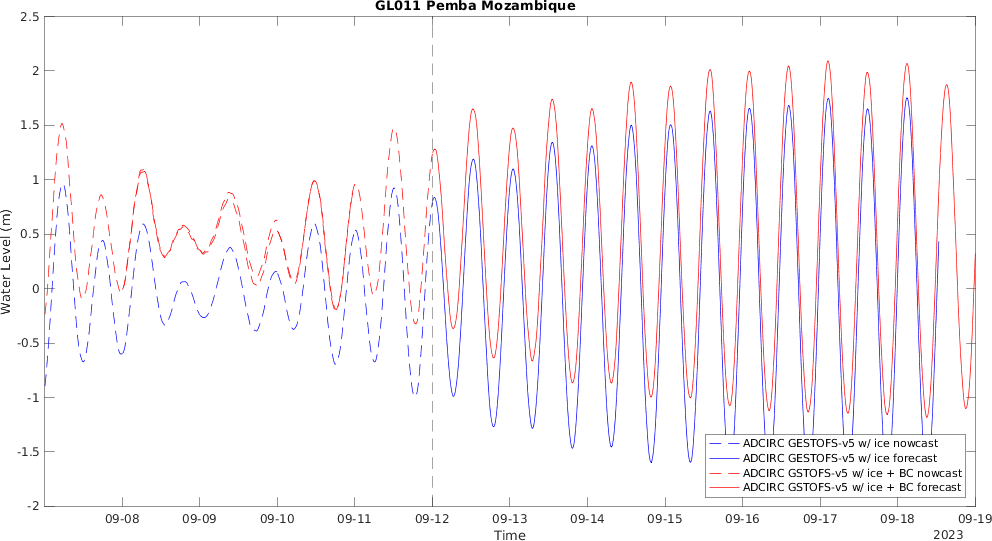 GL011 Pemba Mozambique
2.5
2
1.5
1
0.5
0
-0.5
-1
-1.5
-2
Water Level (m)
ADCIRC GESTOFS-v5 w/ ice nowcast
ADCIRC GESTOFS-v5 w/ ice forecast
ADCIRC GSTOFS-v5 w/ ice + BC nowcast
ADCIRC GSTOFS-v5 w/ ice + BC forecast
09-08 09-09 09-10 09-11 09-12 09-13 09-14 09-15 09-16 09-17 09-18 09-19
Time
2023